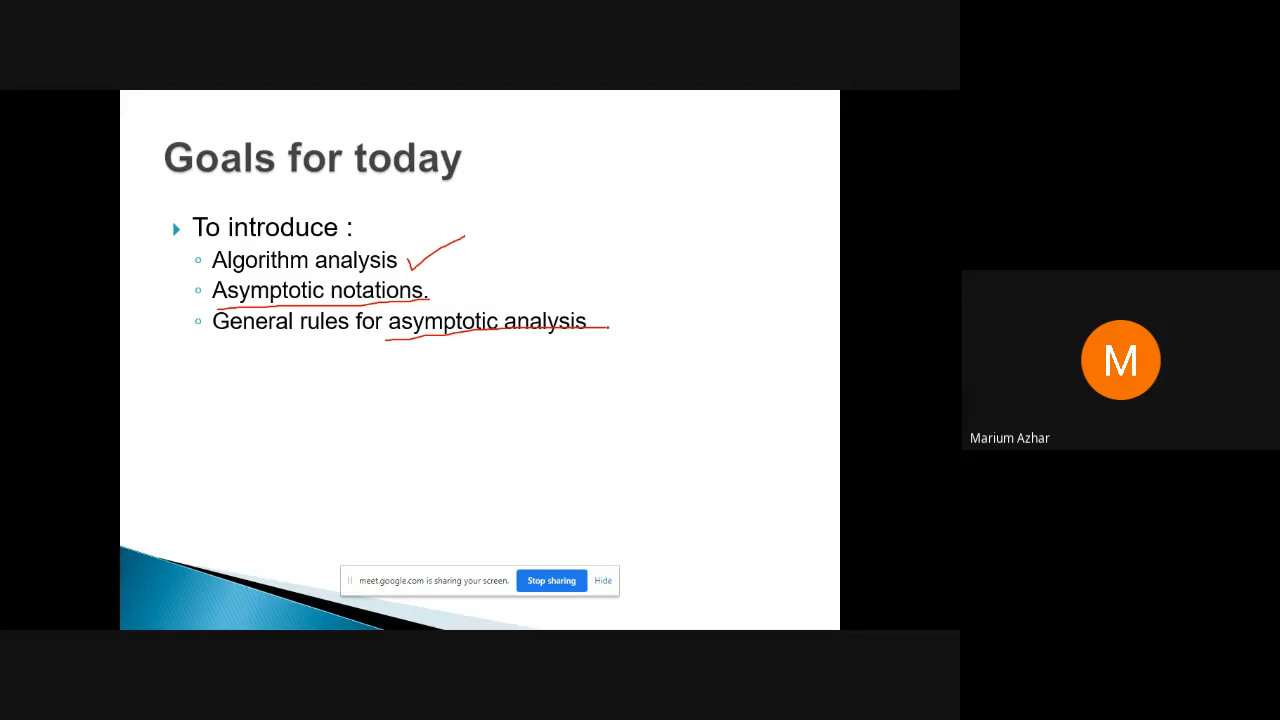 Goals for today
To introduce :
Algorithm analysis
Asymptotic notations.
General rules for asymptotic analysis
M
Marium Azhar
meet.google.com is sharing your screen. Stop sharing Hide